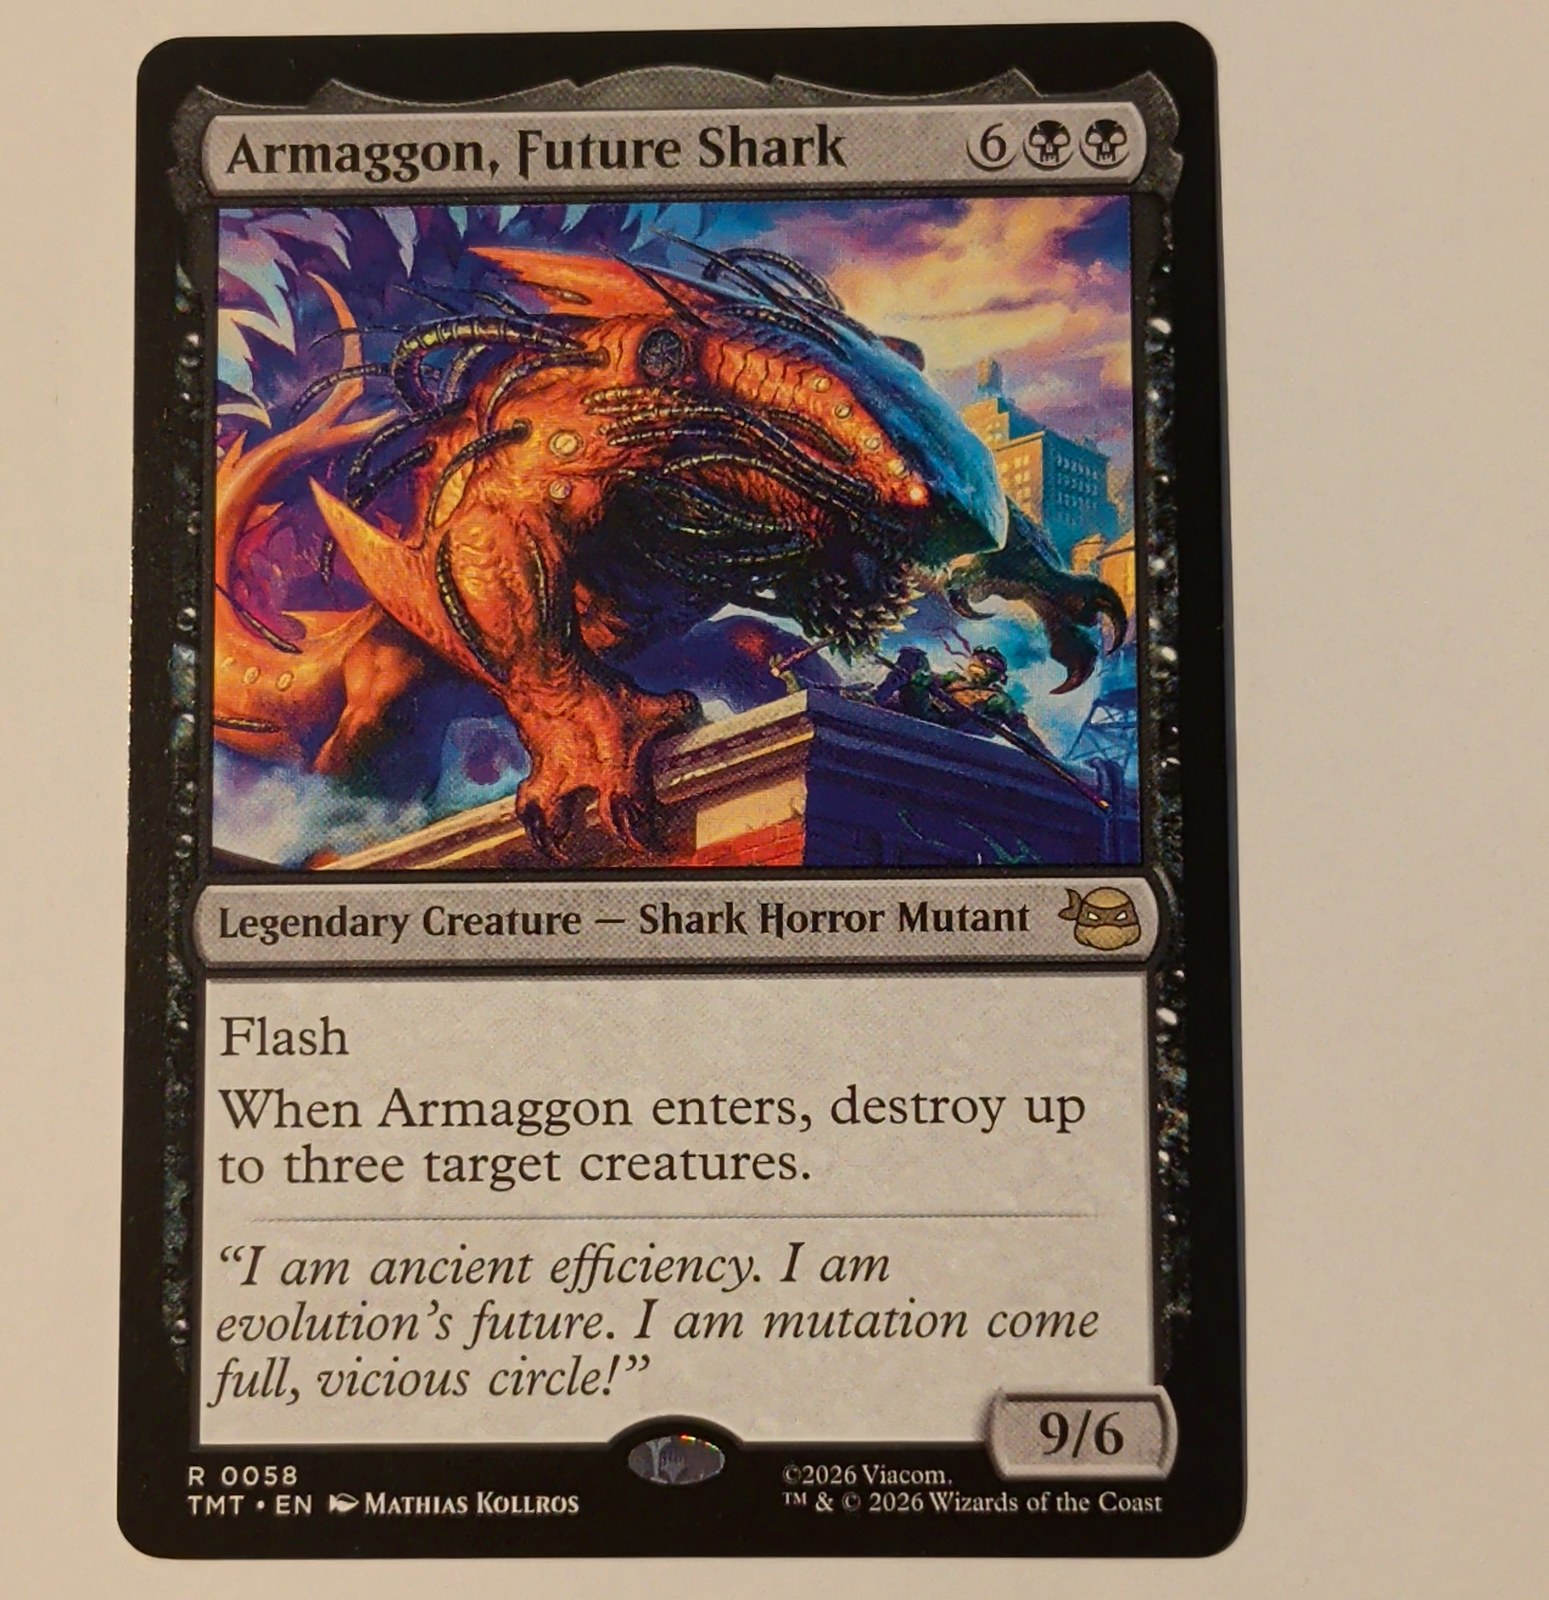 Armaggon, Future Shark 6
Legendary Creature — Shark Horror Mutant
Flash
When Armaggon enters, destroy up
to three target creatures.
“I am ancient efficiency. I am
evolution’s future. I am mutation come
full, vicious circle!”
9/6
R 0058
TMT • EN MATHIAS KOLLROS
©2026 Viacom.
™ & © 2026 Wizards of the Coast